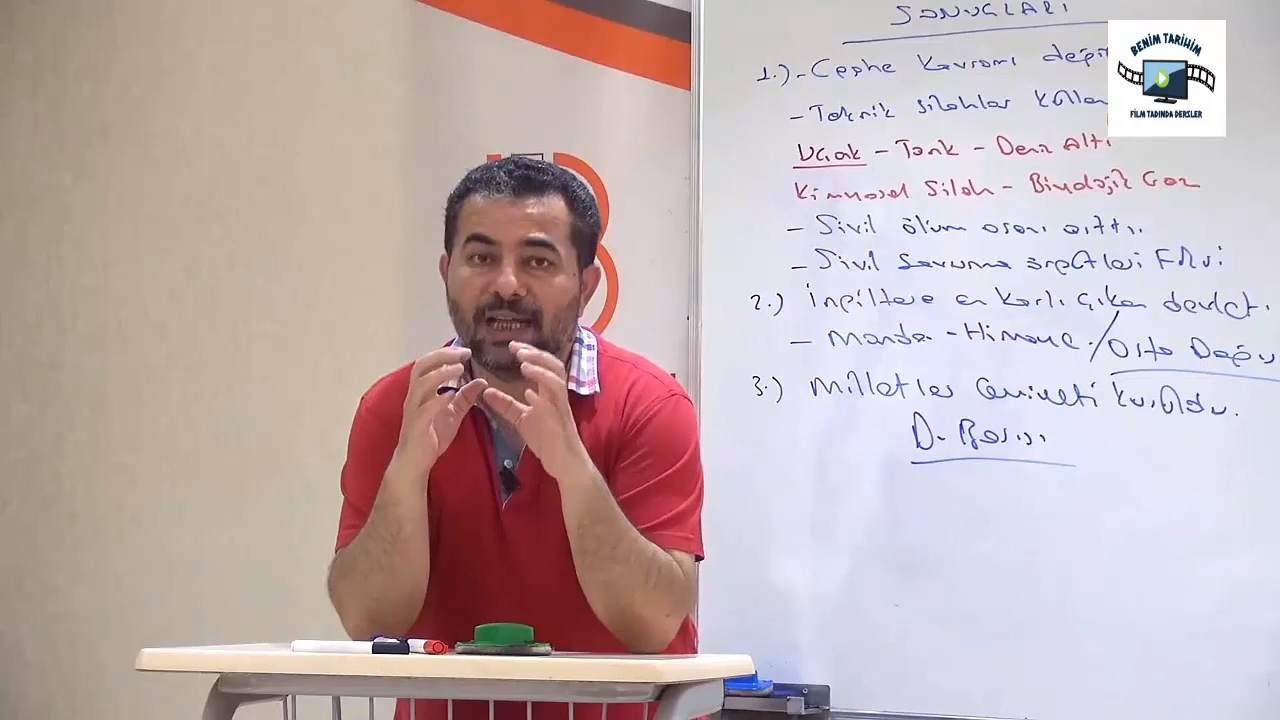 SONUÇLARI
1.) - Cephe kavramı deği
- Teknik silahlar kullan
Uçak - Tank - Deniz Altı
Kimyasal Silah - Biyolojik Gaz
- Sivil ölüm oranı arttı.
- Sivil savunma örgütleri
2.) İngiltere en karlı çıkan devlet.
- Manda - Himaye / Orta Doğu
3.) Milletler Cemiyeti kuruldu.
D. Barışı
BENİM TARİHİM
FİLM TADINDA DERSLER